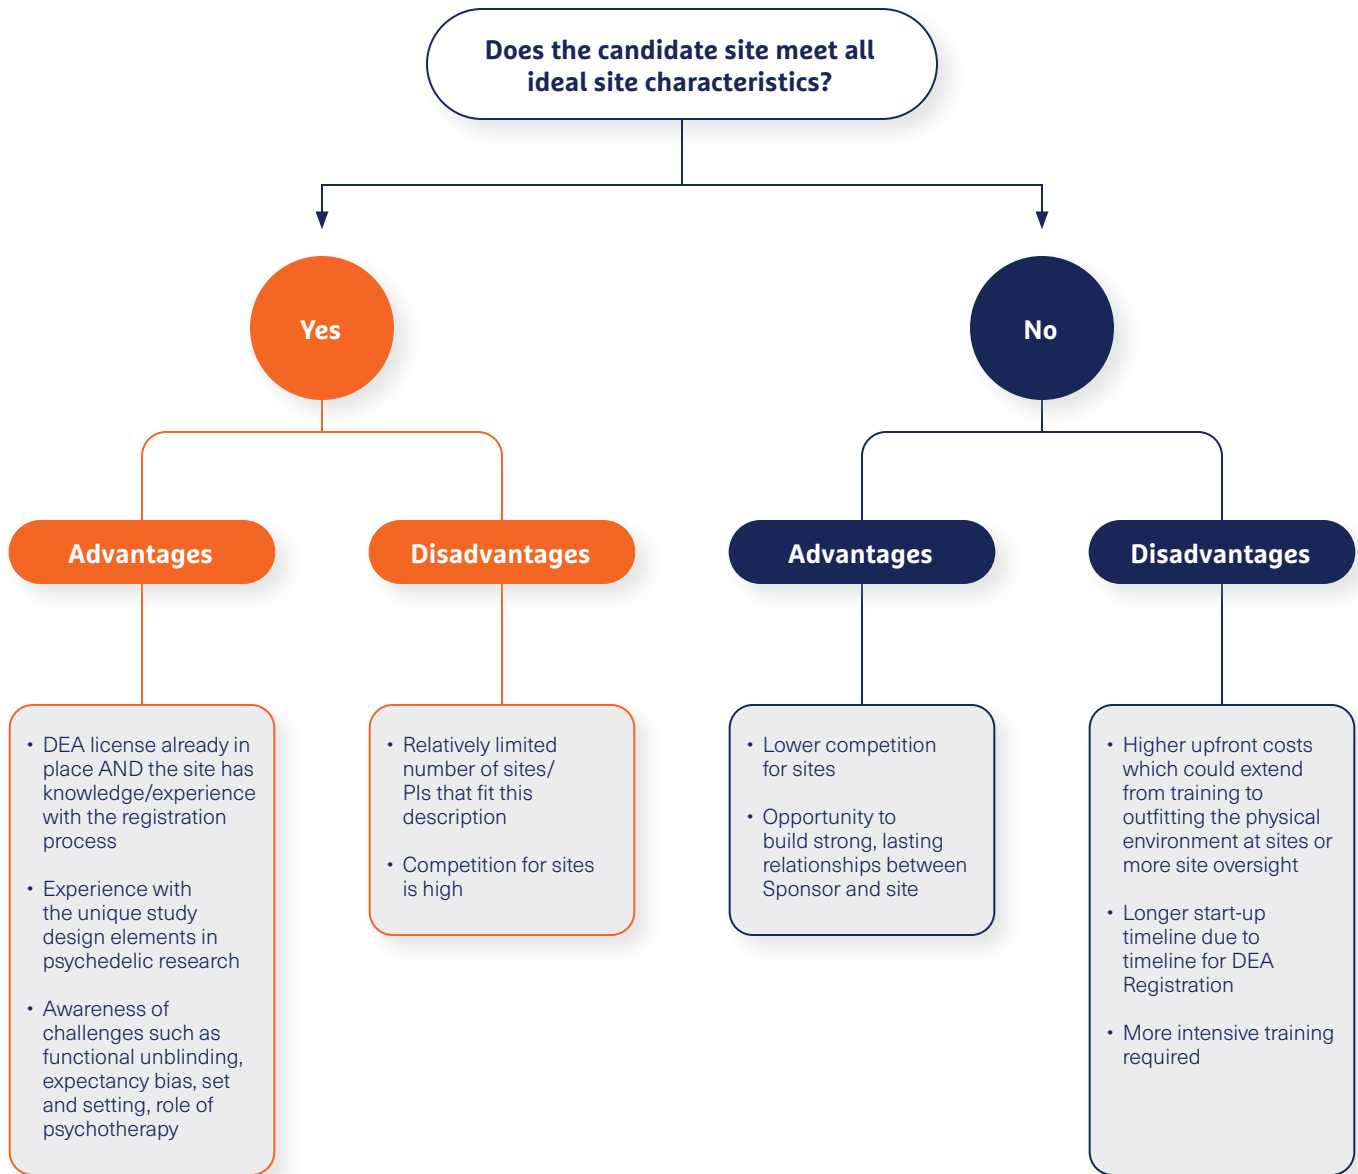 Does the candidate site meet all
ideal site characteristics?
Yes
No
Advantages
Disadvantages
Advantages
Disadvantages
• DEA license already in
place AND the site has
knowledge/experience
with the registration
process
• Experience with
the unique study
design elements in
psychedelic research
• Awareness of
challenges such as
functional unblinding,
expectancy bias, set
and setting, role of
psychotherapy
• Relatively limited
number of sites/
PIs that fit this
description
• Competition for sites
is high
• Lower competition
for sites
• Opportunity to
build strong, lasting
relationships between
Sponsor and site
• Higher upfront costs
which could extend
from training to
outfitting the physical
environment at sites or
more site oversight
• Longer start-up
timeline due to
timeline for DEA
Registration
• More intensive training
required